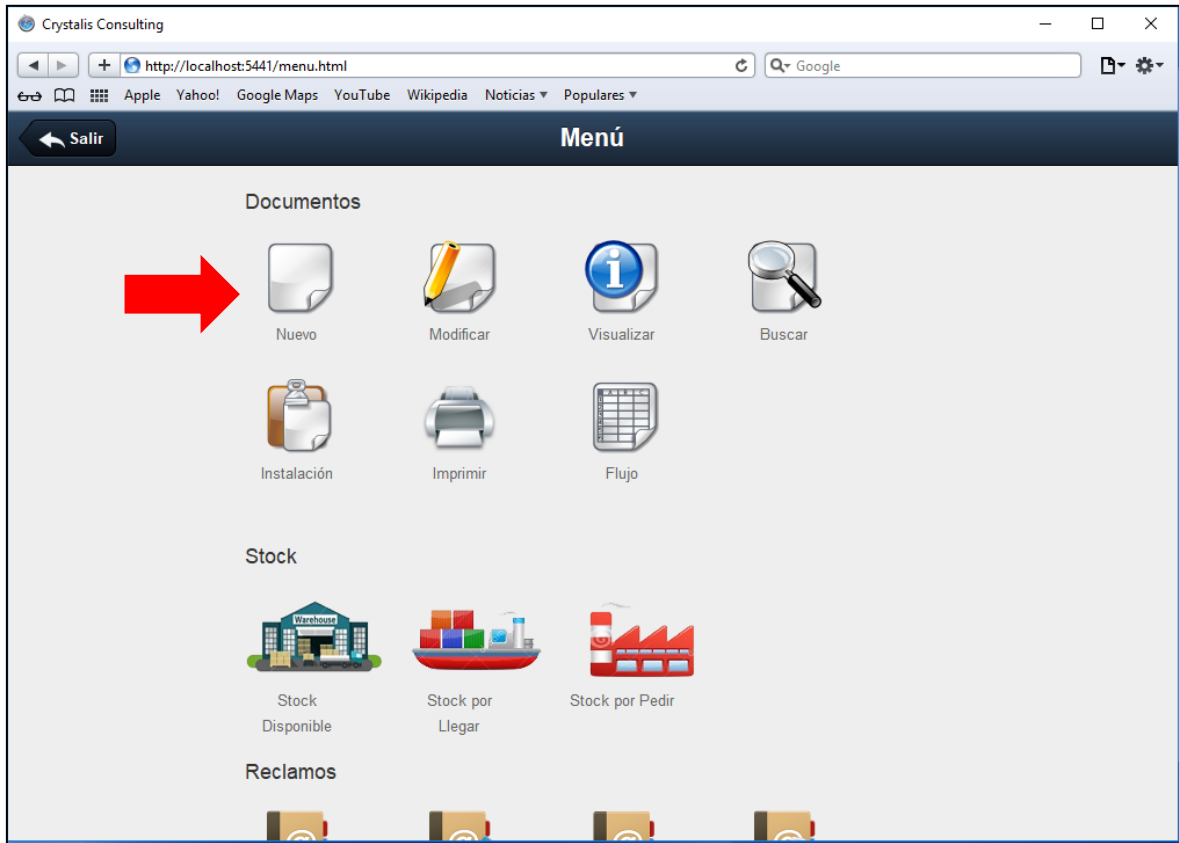 Crystalis Consulting
http://localhost:5441/menu.html
Google
Apple Yahoo! Google Maps YouTube Wikipedia Noticias Populares
Salir
Menú
Documentos
Nuevo Modificar Visualizar Buscar
Instalación Imprimir Flujo
Stock
Warehouse
Stock Stock por Stock por Pedir
Disponible Llegar
Reclamos
@ @ @ @